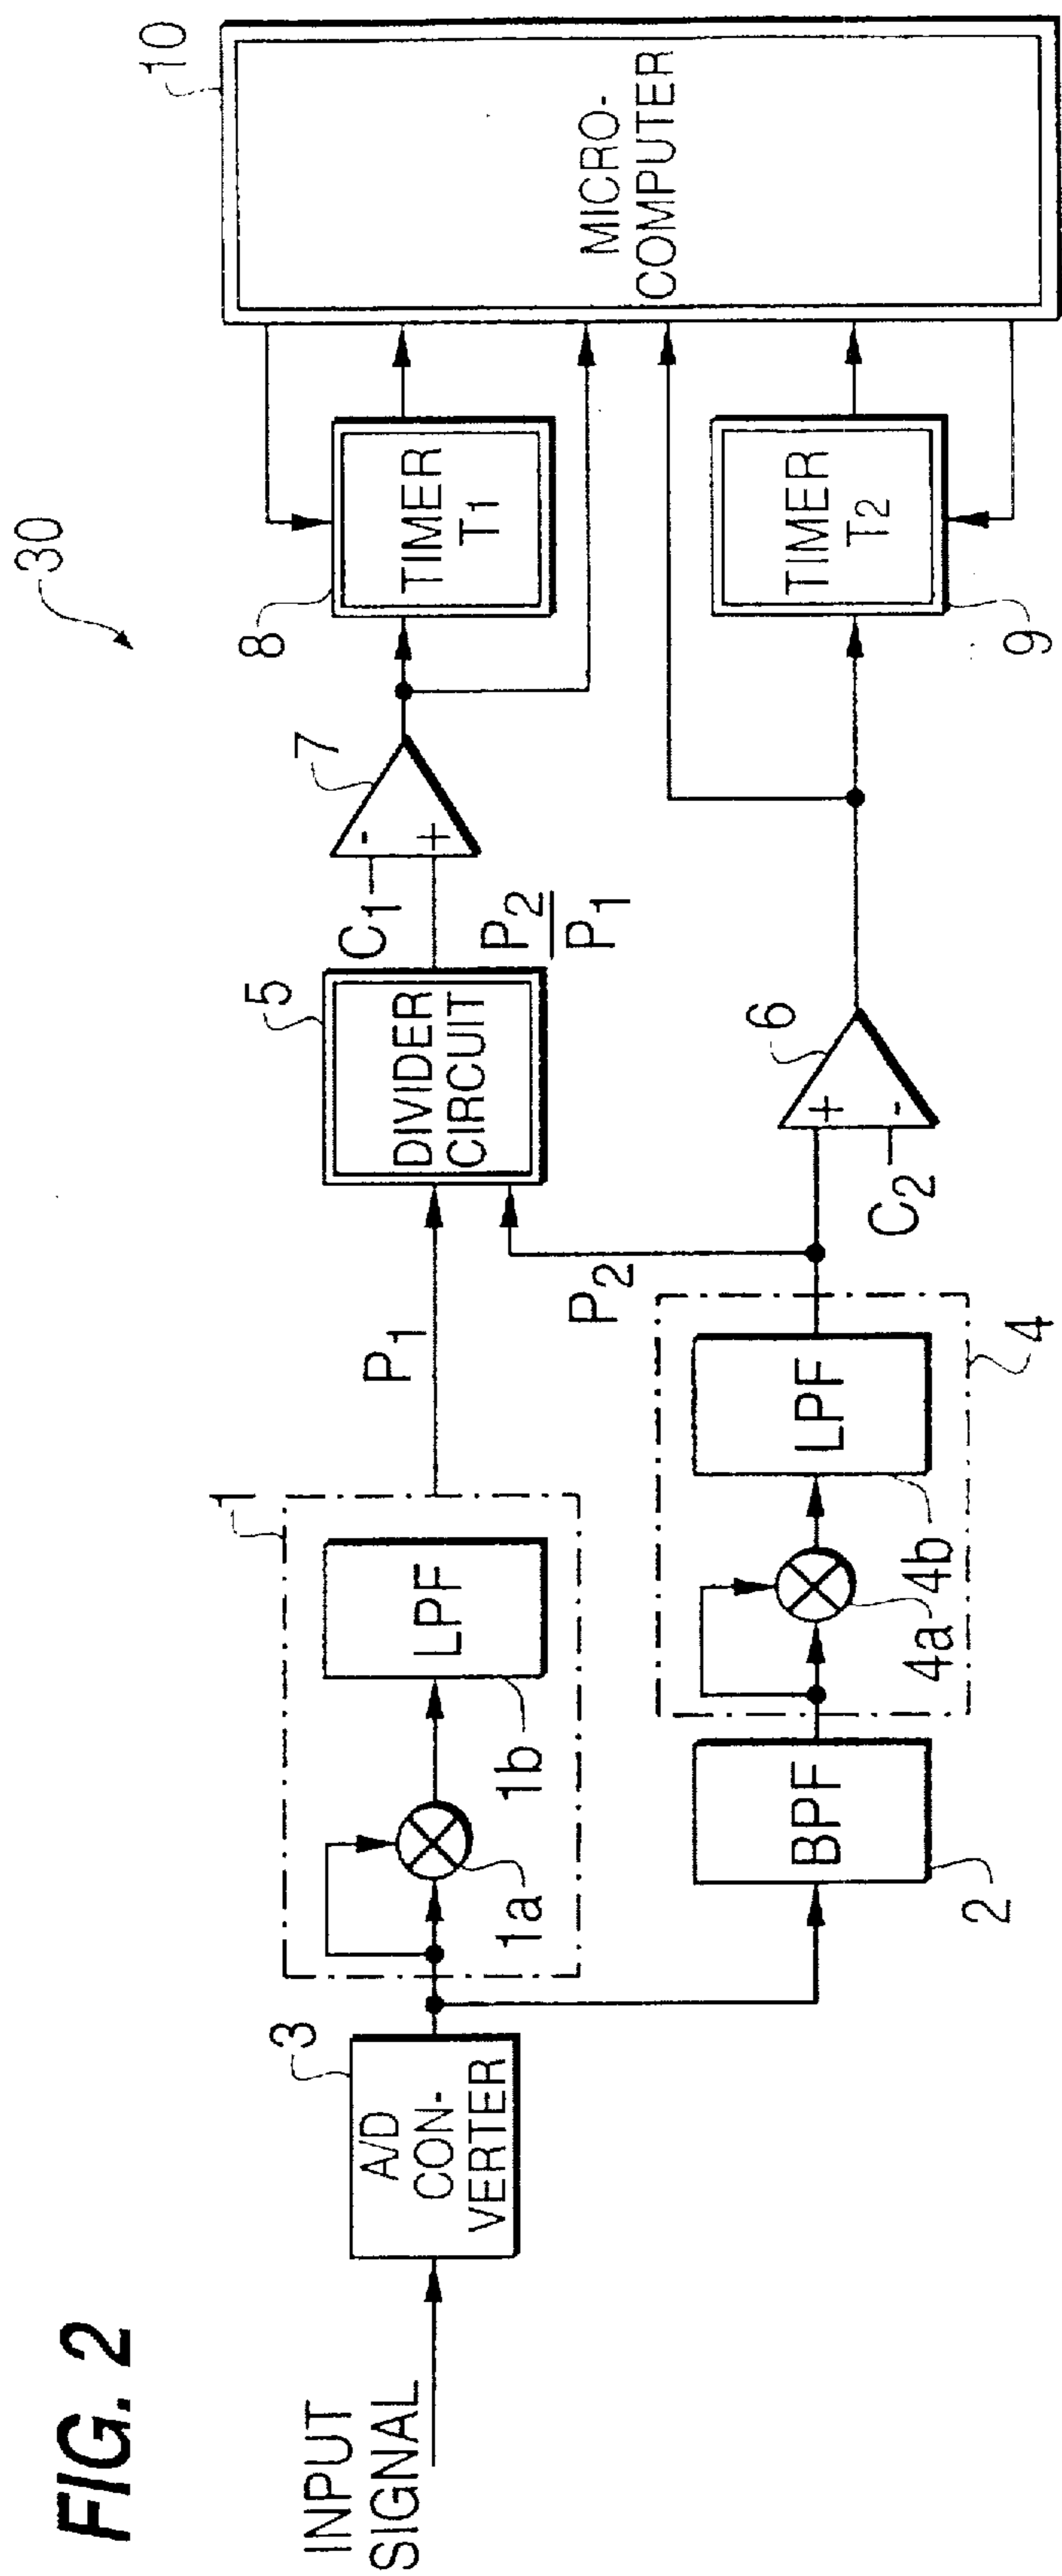 FIG. 2
30
INPUT
SIGNAL
3
A/D
CON-
VERTER
1
1a
1b
LPF
P1
5
DIVIDER
CIRCUIT
P2
P2
P1
C1
-
+
7
8
TIMER
T1
10
MICRO-
COMPUTER
2
BPF
4
4a
4b
LPF
C2
+
-
6
9
TIMER
T2